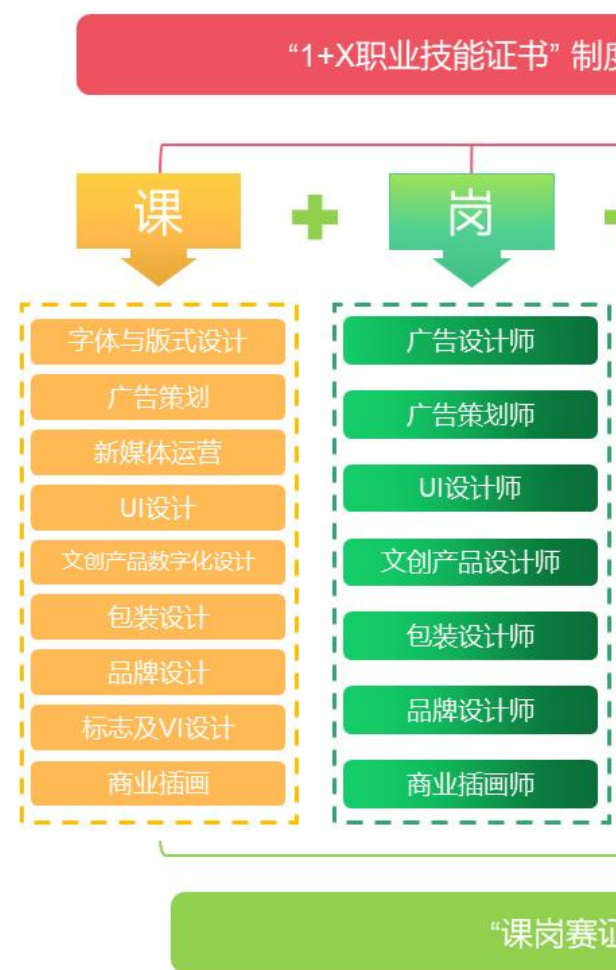 “1+X职业技能证书” 制度
课
岗
字体与版式设计
广告策划
新媒体运营
UI设计
文创产品数字化设计
包装设计
品牌设计
标志及VI设计
商业插画
广告设计师
广告策划师
UI设计师
文创产品设计师
包装设计师
品牌设计师
商业插画师
“课岗赛证